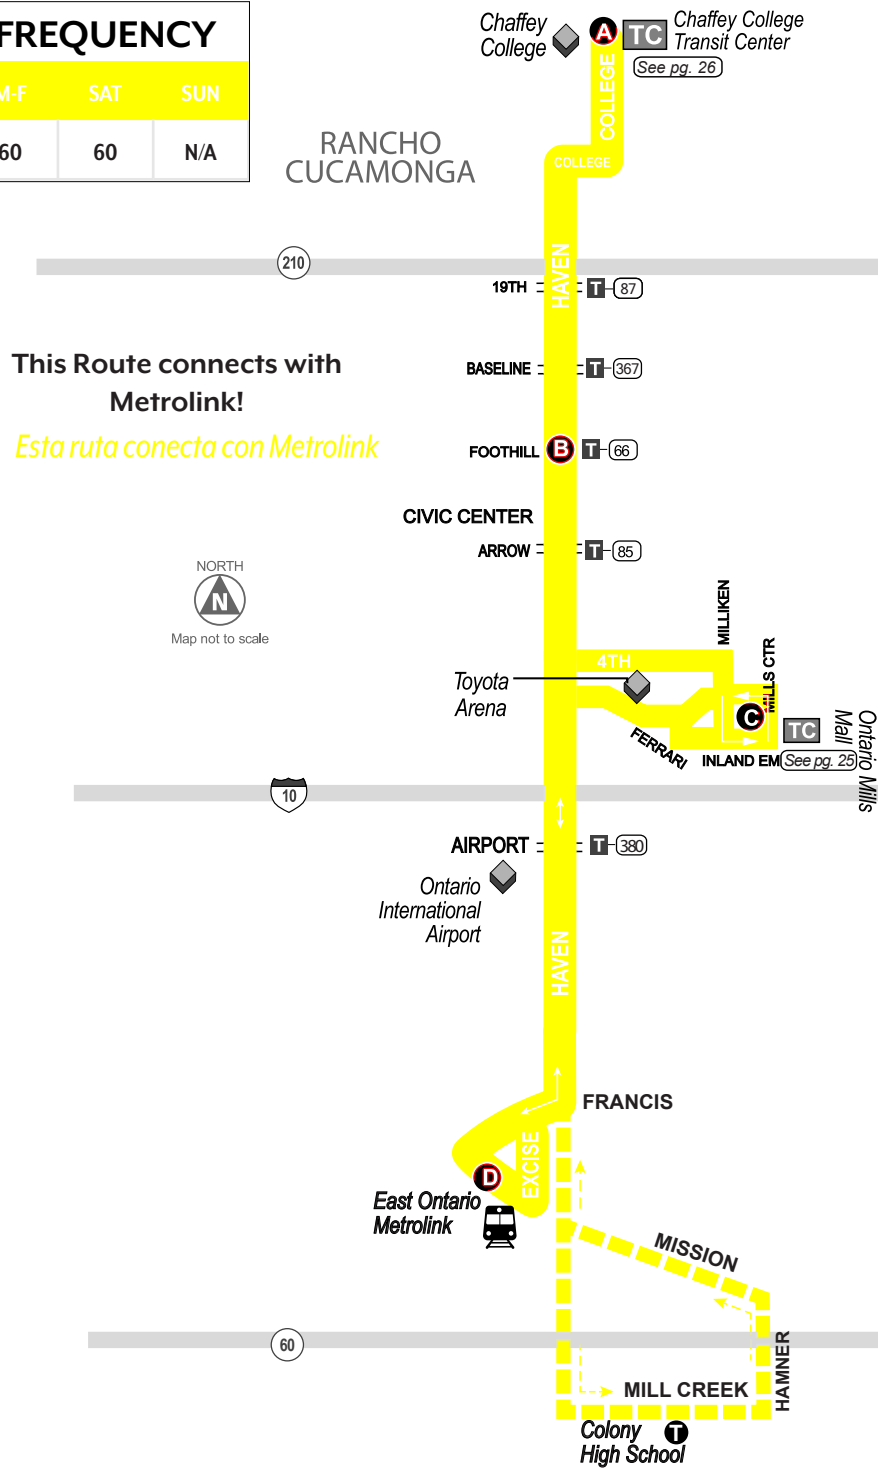 FREQUENCY
M-F SAT SUN
60 60 N/A
Chaffey
College
A
TC
Chaffey College
Transit Center
See pg. 26
COLLEGE
COLLEGE
RANCHO
CUCAMONGA
210
HAVEN
19TH T 87
This Route connects with
Metrolink!
Esta ruta conecta con Metrolink
BASELINE T 367
FOOTHILL B T 66
CIVIC CENTER
ARROW T 85
NORTH
N
Map not to scale
MILLIKEN
4TH
MILLS CTR
Toyota
Arena
C
TC
Ontario Mills
Mall
FERRARI
INLAND EM
See pg. 25
10
AIRPORT T 380
Ontario
International
Airport
HAVEN
FRANCIS
EXCISE
D
East Ontario
Metrolink
MISSION
60
HAMNER
MILL CREEK
Colony
High School
T